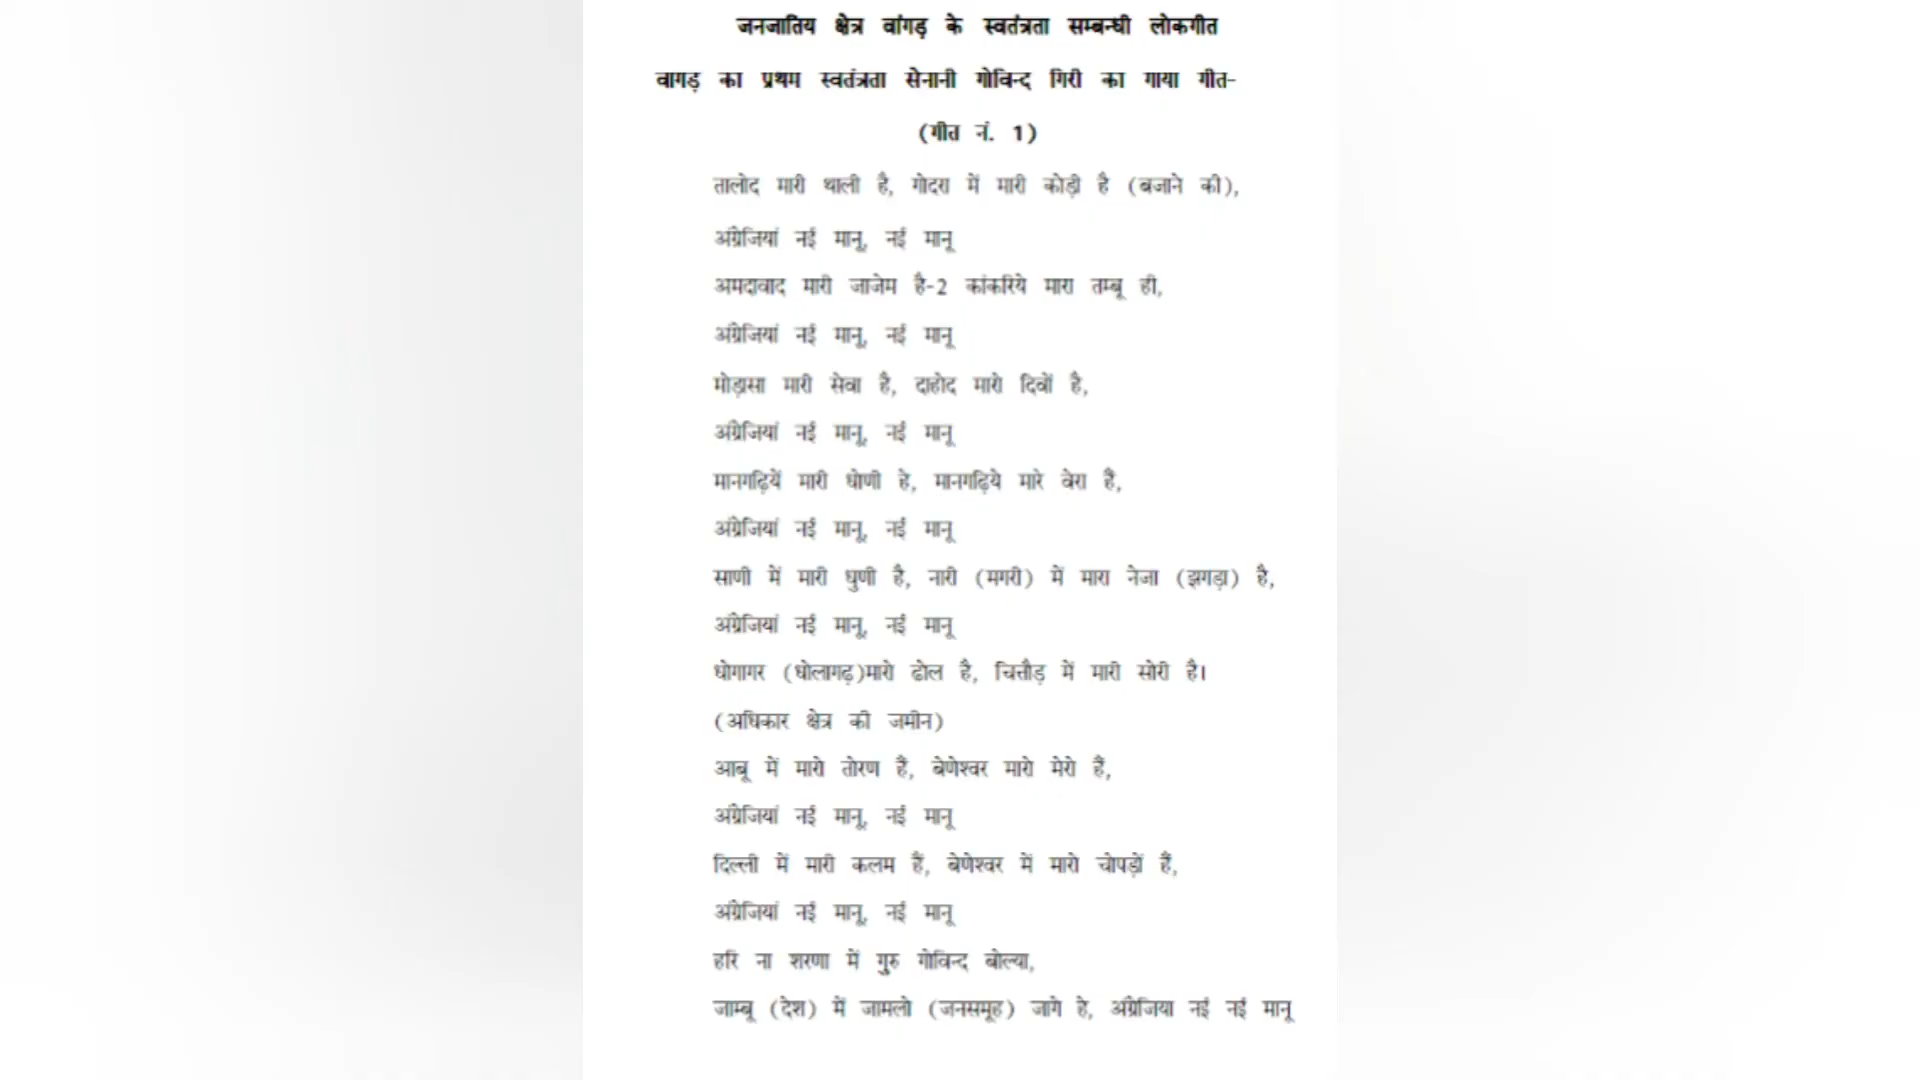 जनजातिय क्षेत्र वांगड़ के स्वतंत्रता सम्बन्धी लोकगीत
वागड़ का प्रथम स्वतंत्रता सेनानी गोविन्द गिरी का गाया गीत-
(गीत नं. 1)
तालोद मारी थाली है, गोदरा में मारी कोड़ी है (बजाने की),
अंग्रेजियां नई मानू, नई मानू
अमदावाद मारी जाजेम है-2 कांकरिये मारा तम्बू ही,
अंग्रेजियां नई मानू, नई मानू
मोड़ासा मारी सेवा है, दाहोद मारो दिवों है,
अंग्रेजियां नई मानू, नई मानू
मानगढ़ियें मारी धोणी हे, मानगढ़िये मारे वेरा हैं,
अंग्रेजियां नई मानू, नई मानू
साणी में मारी धुणी है, नारी (मगरी) में मारा नेजा (झगड़ा) है,
अंग्रेजियां नई मानू, नई मानू
धोगागर (धोलागढ़)मारो ढोल है, चित्तौड़ में मारी सोरी है।
(अधिकार क्षेत्र की जमीन)
आबू में मारो तोरण हैं, बेणेश्वर मारो मेरो हैं,
अंग्रेजियां नई मानू, नई मानू
दिल्ली में मारी कलम हैं, बेणेश्वर में मारो चोपड़ों हैं,
अंग्रेजियां नई मानू, नई मानू
हरि ना शरणा में गुरु गोविन्द बोल्या,
जाम्बू (देश) में जामलो (जनसमूह) जागे हे, अंग्रेजिया नई नई मानू